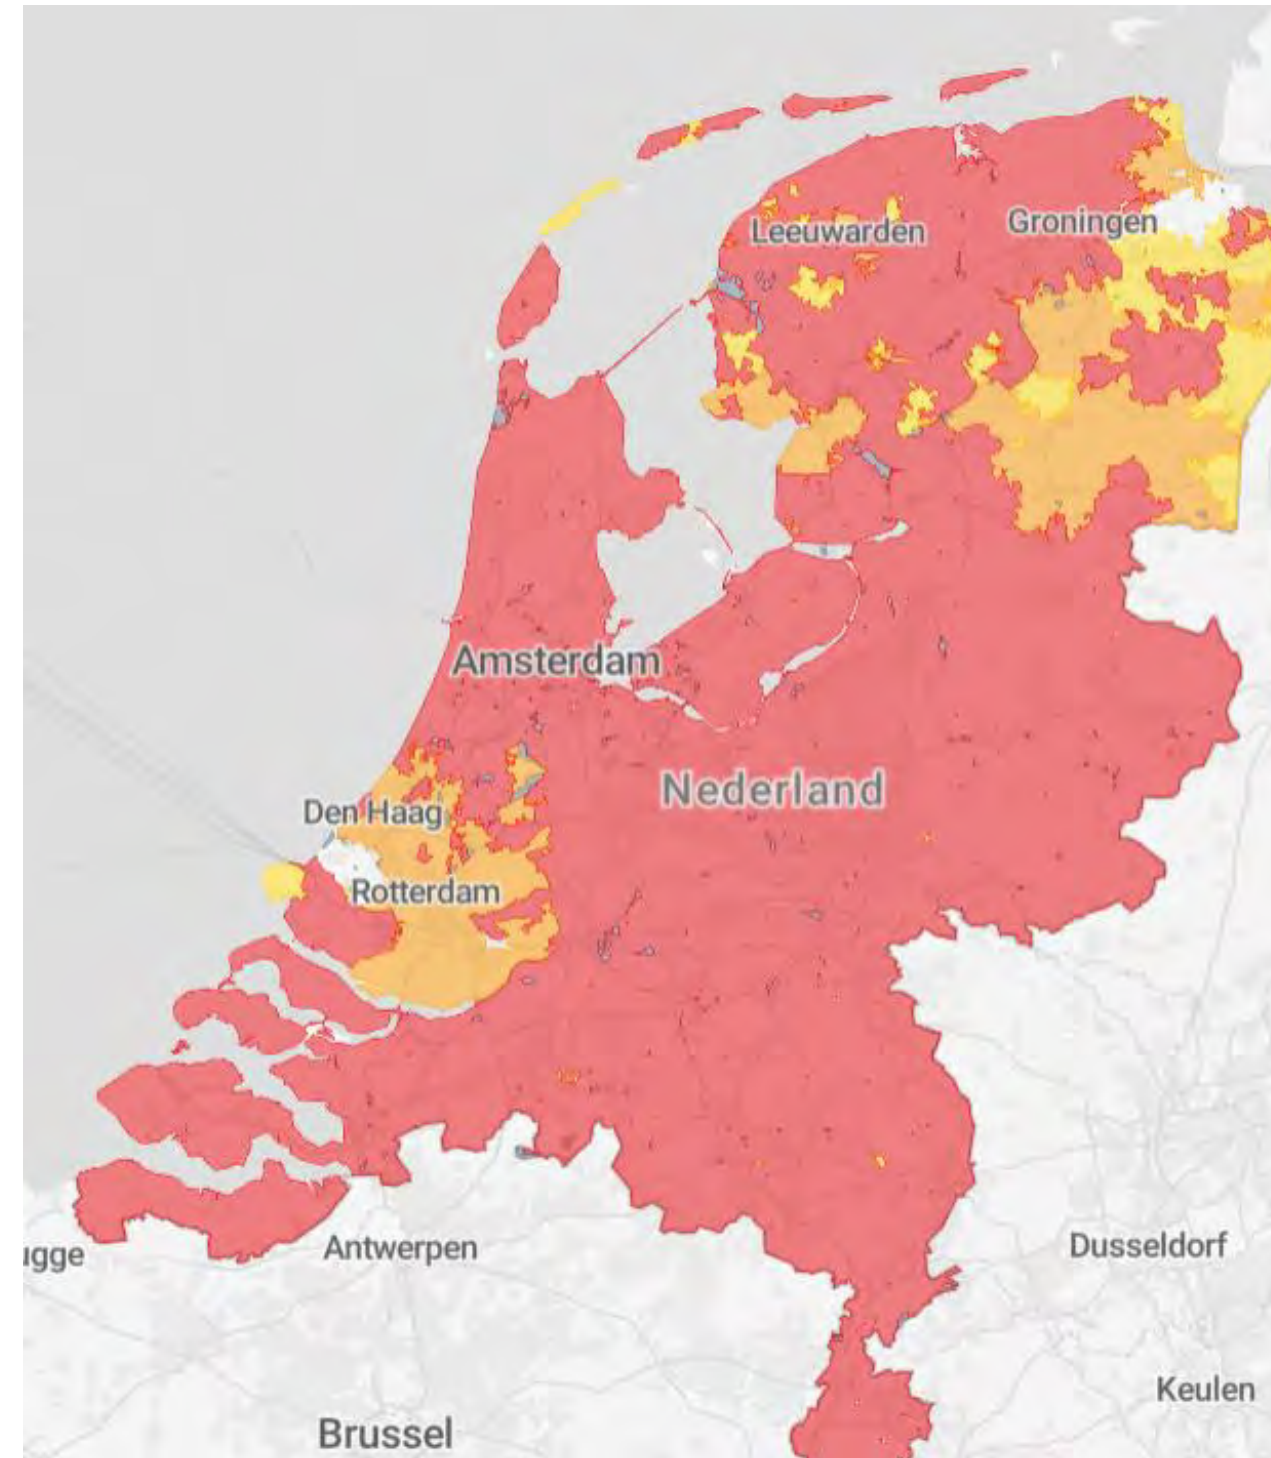 Leeuwarden
Groningen
Amsterdam
Nederland
Den Haag
Rotterdam
ugge
Antwerpen
Dusseldorf
Keulen
Brussel